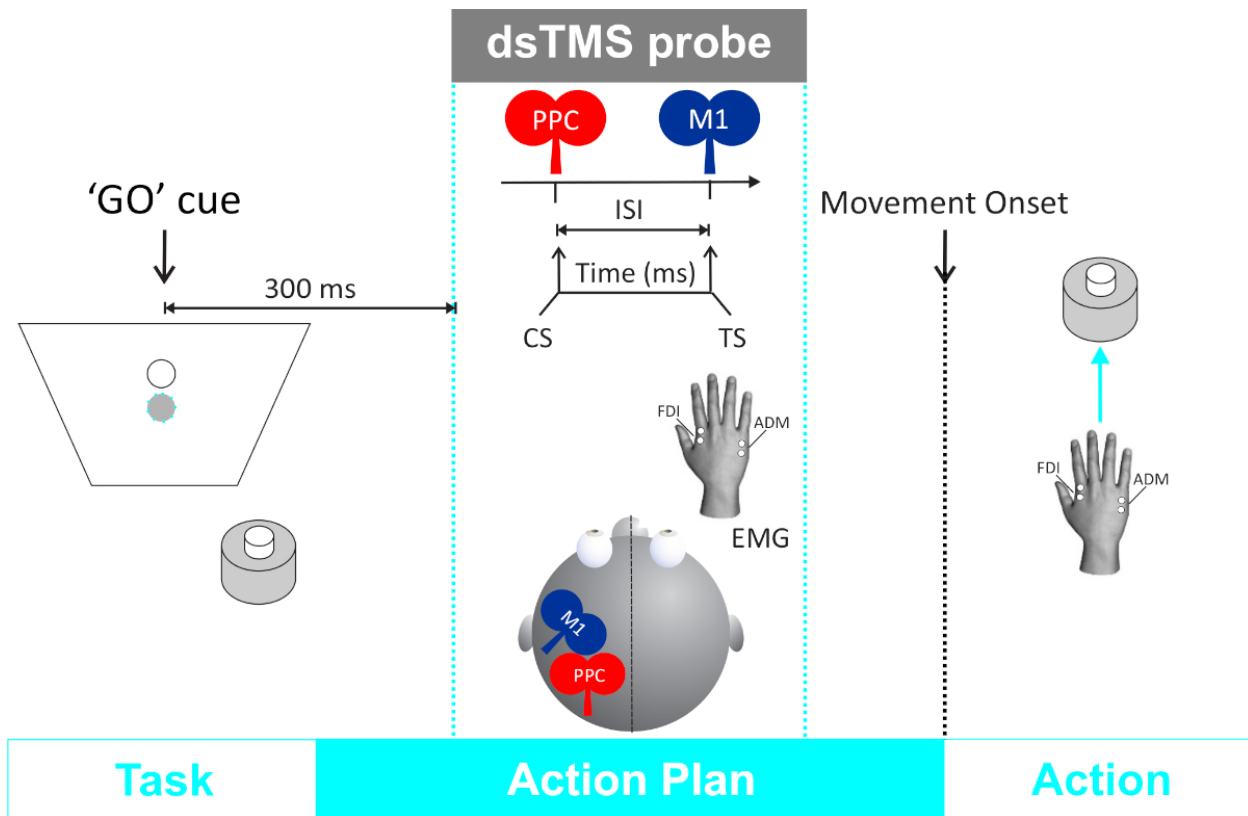 dsTMS probe
PPC
M1
'GO' cue
ISI
Movement Onset
300 ms
Time (ms)
CS
TS
FDI
ADM
EMG
FDI
ADM
M1
PPC
Task
Action Plan
Action